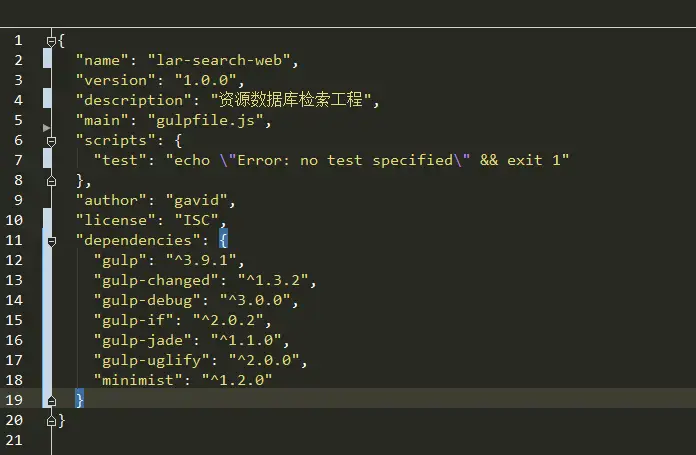 1 {
2 "name": "lar-search-web",
3 "version": "1.0.0",
4 "description": "资源数据库检索工程",
5 "main": "gulpfile.js",
6 "scripts": {
7 "test": "echo \"Error: no test specified\" && exit 1"
8 },
9 "author": "gavid",
10 "license": "ISC",
11 "dependencies": {
12 "gulp": "^3.9.1",
13 "gulp-changed": "^1.3.2",
14 "gulp-debug": "^3.0.0",
15 "gulp-if": "^2.0.2",
16 "gulp-jade": "^1.1.0",
17 "gulp-uglify": "^2.0.0",
18 "minimist": "^1.2.0"
19 }
20 }
21